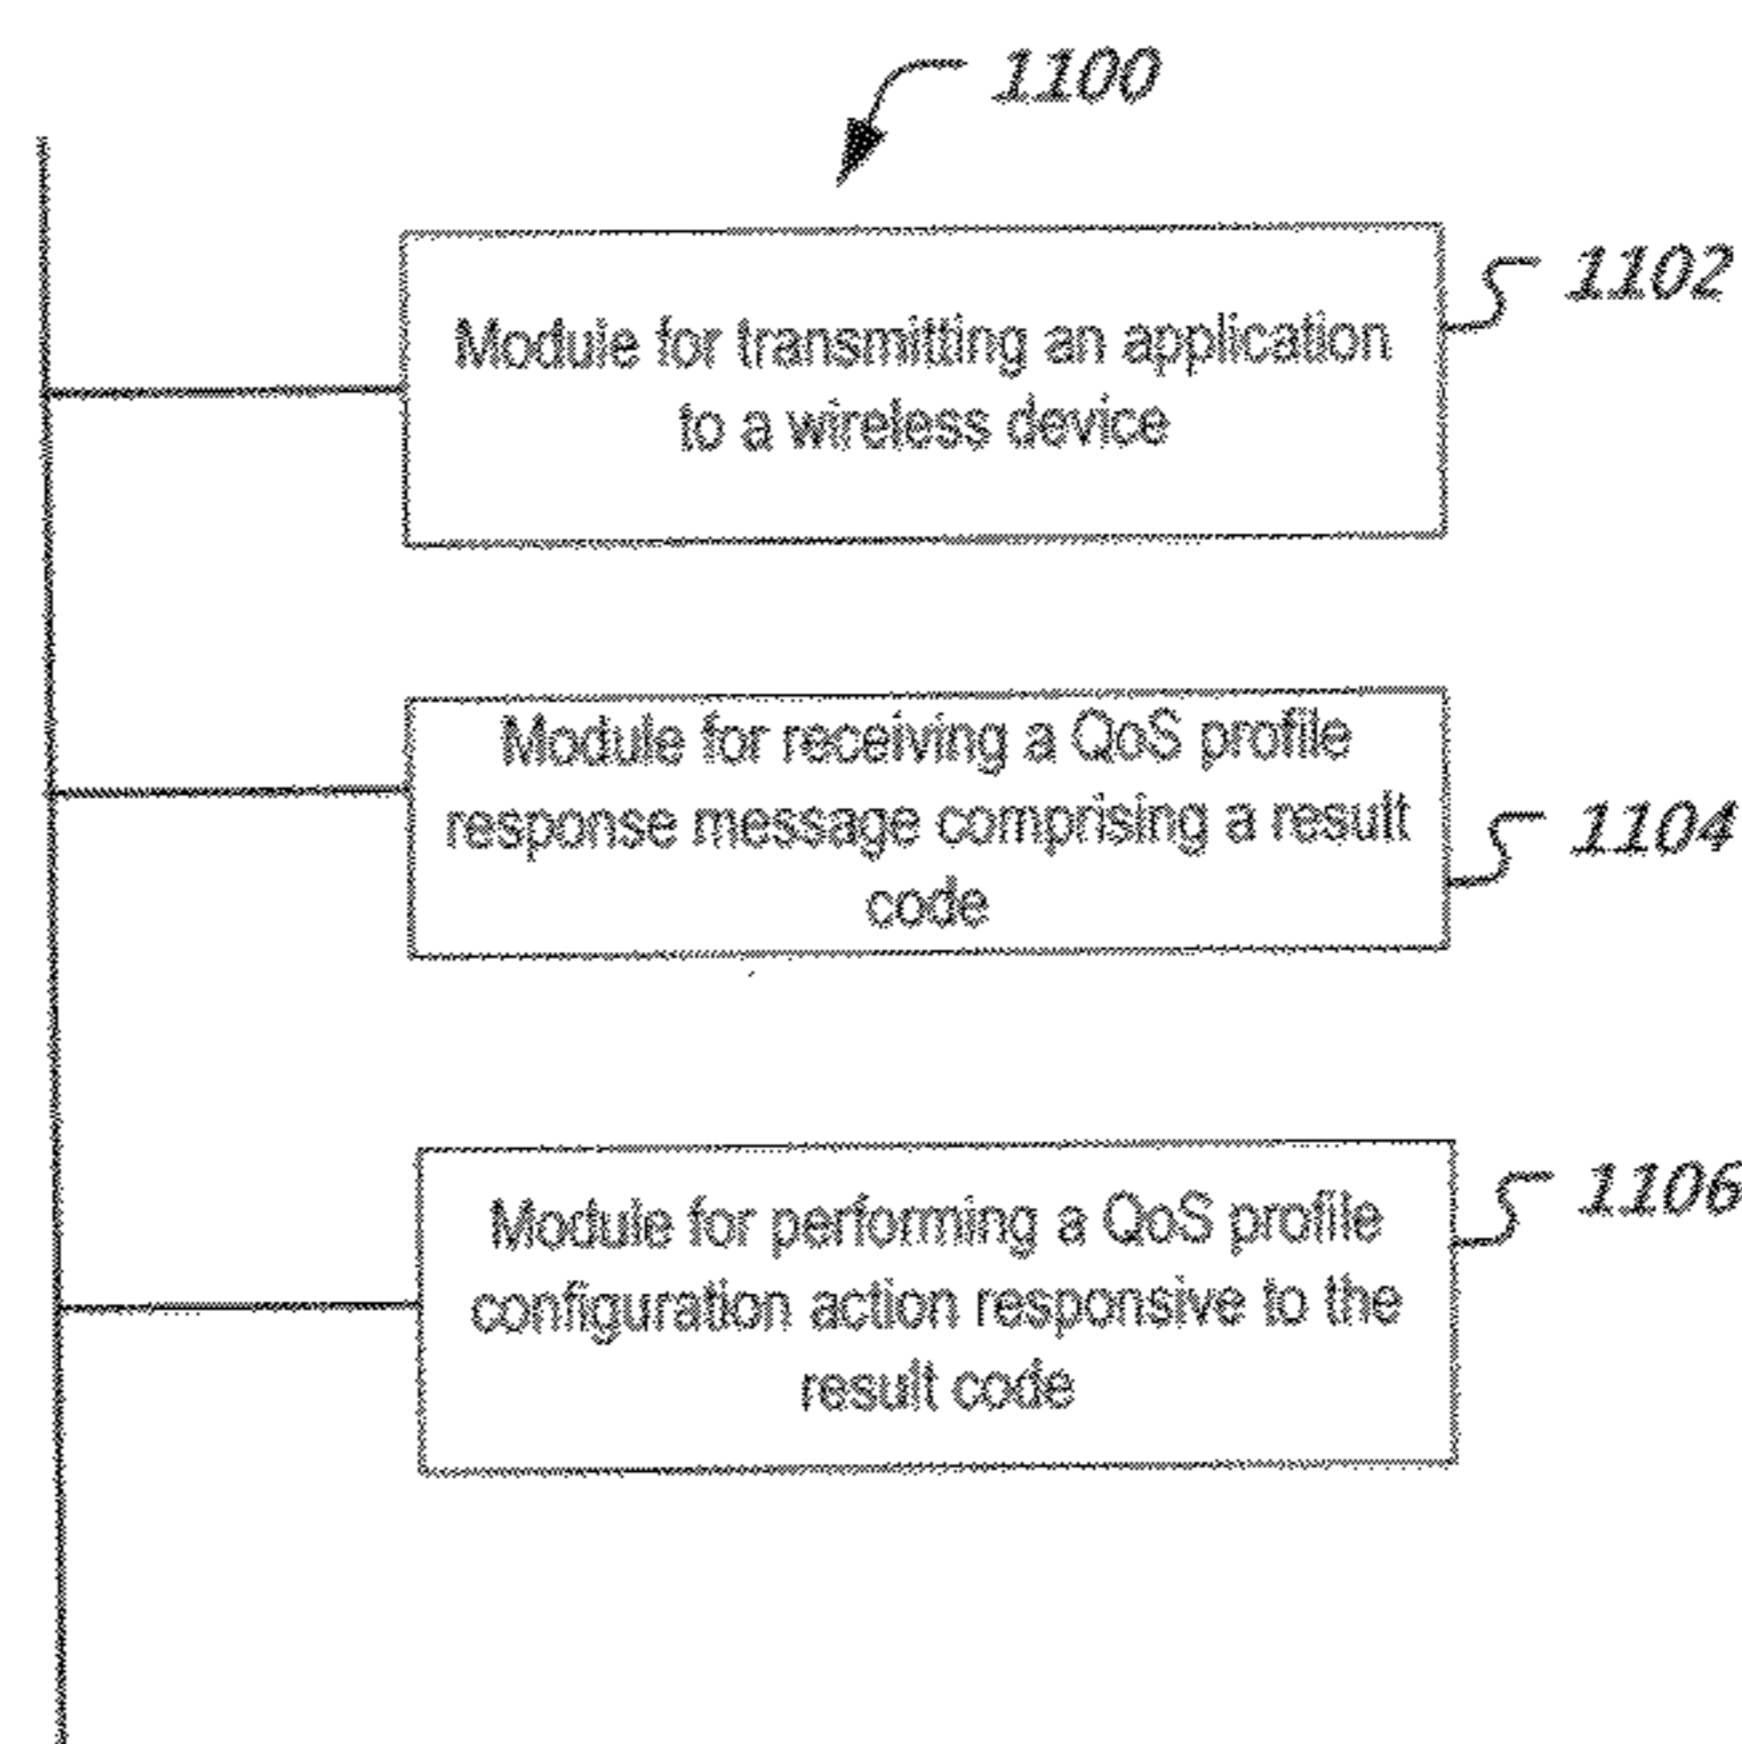 1100
1102
Module for transmitting an application
to a wireless device
Module for receiving a QoS profile
response message comprising a result
code
1104
Module for performing a QoS profile
configuration action responsive to the
result code
1106